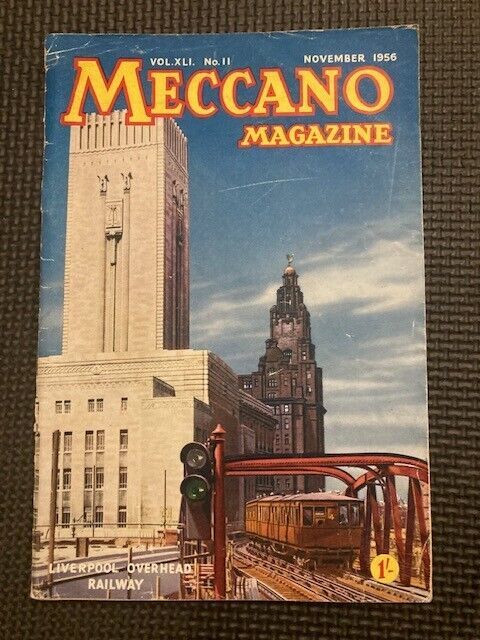 VOL.XLI. No.11 NOVEMBER 1956
MECCANO
MAGAZINE
LIVERPOOL OVERHEAD
RAILWAY
1/-